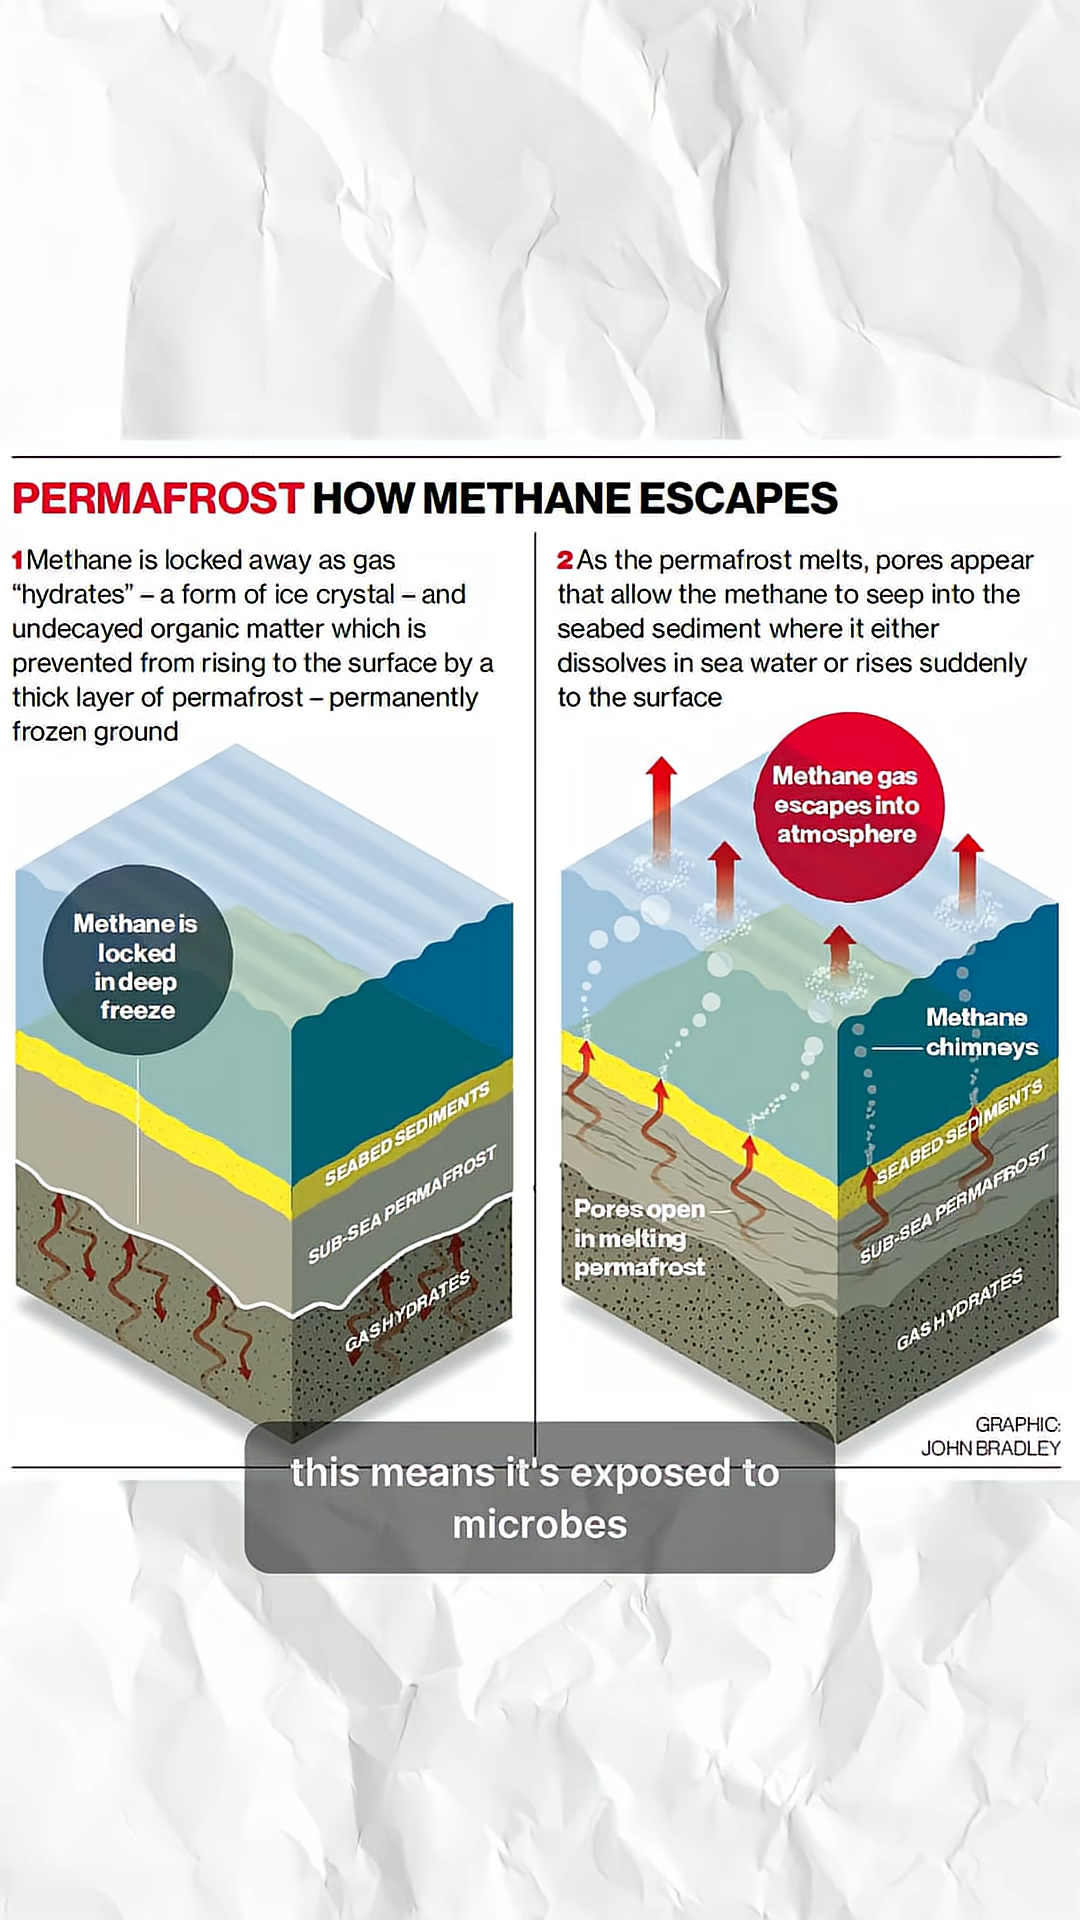 PERMAFROST HOW METHANE ESCAPES
1 Methane is locked away as gas
“hydrates” – a form of ice crystal – and
undecayed organic matter which is
prevented from rising to the surface by a
thick layer of permafrost – permanently
frozen ground
Methane is
locked
in deep
freeze
SEABED SEDIMENTS
SUB-SEA PERMAFROST
GAS HYDRATES
2 As the permafrost melts, pores appear
that allow the methane to seep into the
seabed sediment where it either
dissolves in sea water or rises suddenly
to the surface
Methane gas
escapes into
atmosphere
Methane
chimneys
SEABED SEDIMENTS
SUB-SEA PERMAFROST
Pores open
in melting
permafrost
GAS HYDRATES
GRAPHIC:
JOHN BRADLEY
this means it's exposed to
microbes